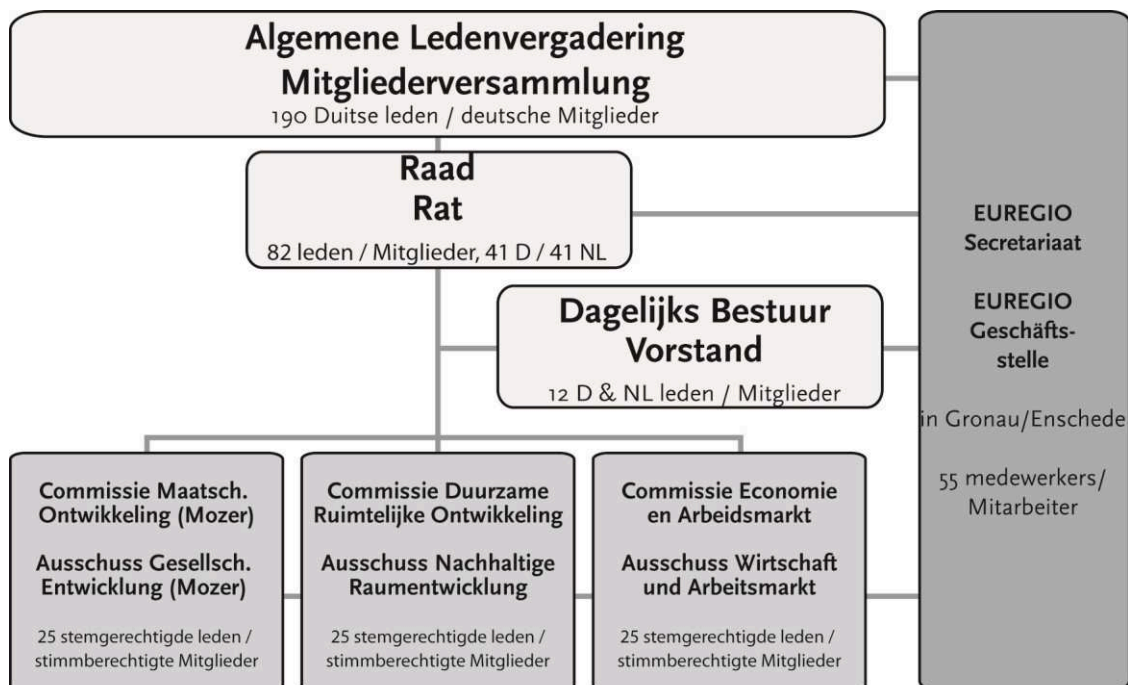 Algemene Ledenvergadering
Mitgliederversammlung
190 Duitse leden / deutsche Mitglieder
Raad
Rat
82 leden / Mitglieder, 41 D / 41 NL
Dagelijks Bestuur
Vorstand
12 D & NL leden / Mitglieder
Commissie Maatsch.
Ontwikkeling (Mozer)
Ausschuss Gesellsch.
Entwicklung (Mozer)
25 stemgerechtigde leden /
stimmberechtigte Mitglieder
Commissie Duurzame
Ruimtelijke Ontwikkeling
Ausschuss Nachhaltige
Raumentwicklung
25 stemgerechtigde leden /
stimmberechtigte Mitglieder
Commissie Economie
en Arbeidsmarkt
Ausschuss Wirtschaft
und Arbeitsmarkt
25 stemgerechtigde leden /
stimmberechtigte Mitglieder
EUREGIO
Secretariaat
EUREGIO
Geschäfts-
stelle
in Gronau/Enschede
55 medewerkers/
Mitarbeiter